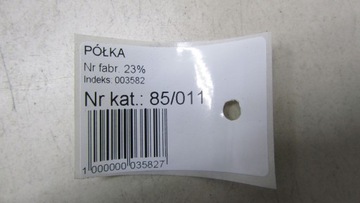 PÓŁKA
Nr fabr. 23%
Indeks: 003582
Nr kat.: 85/011
1 000000 035827